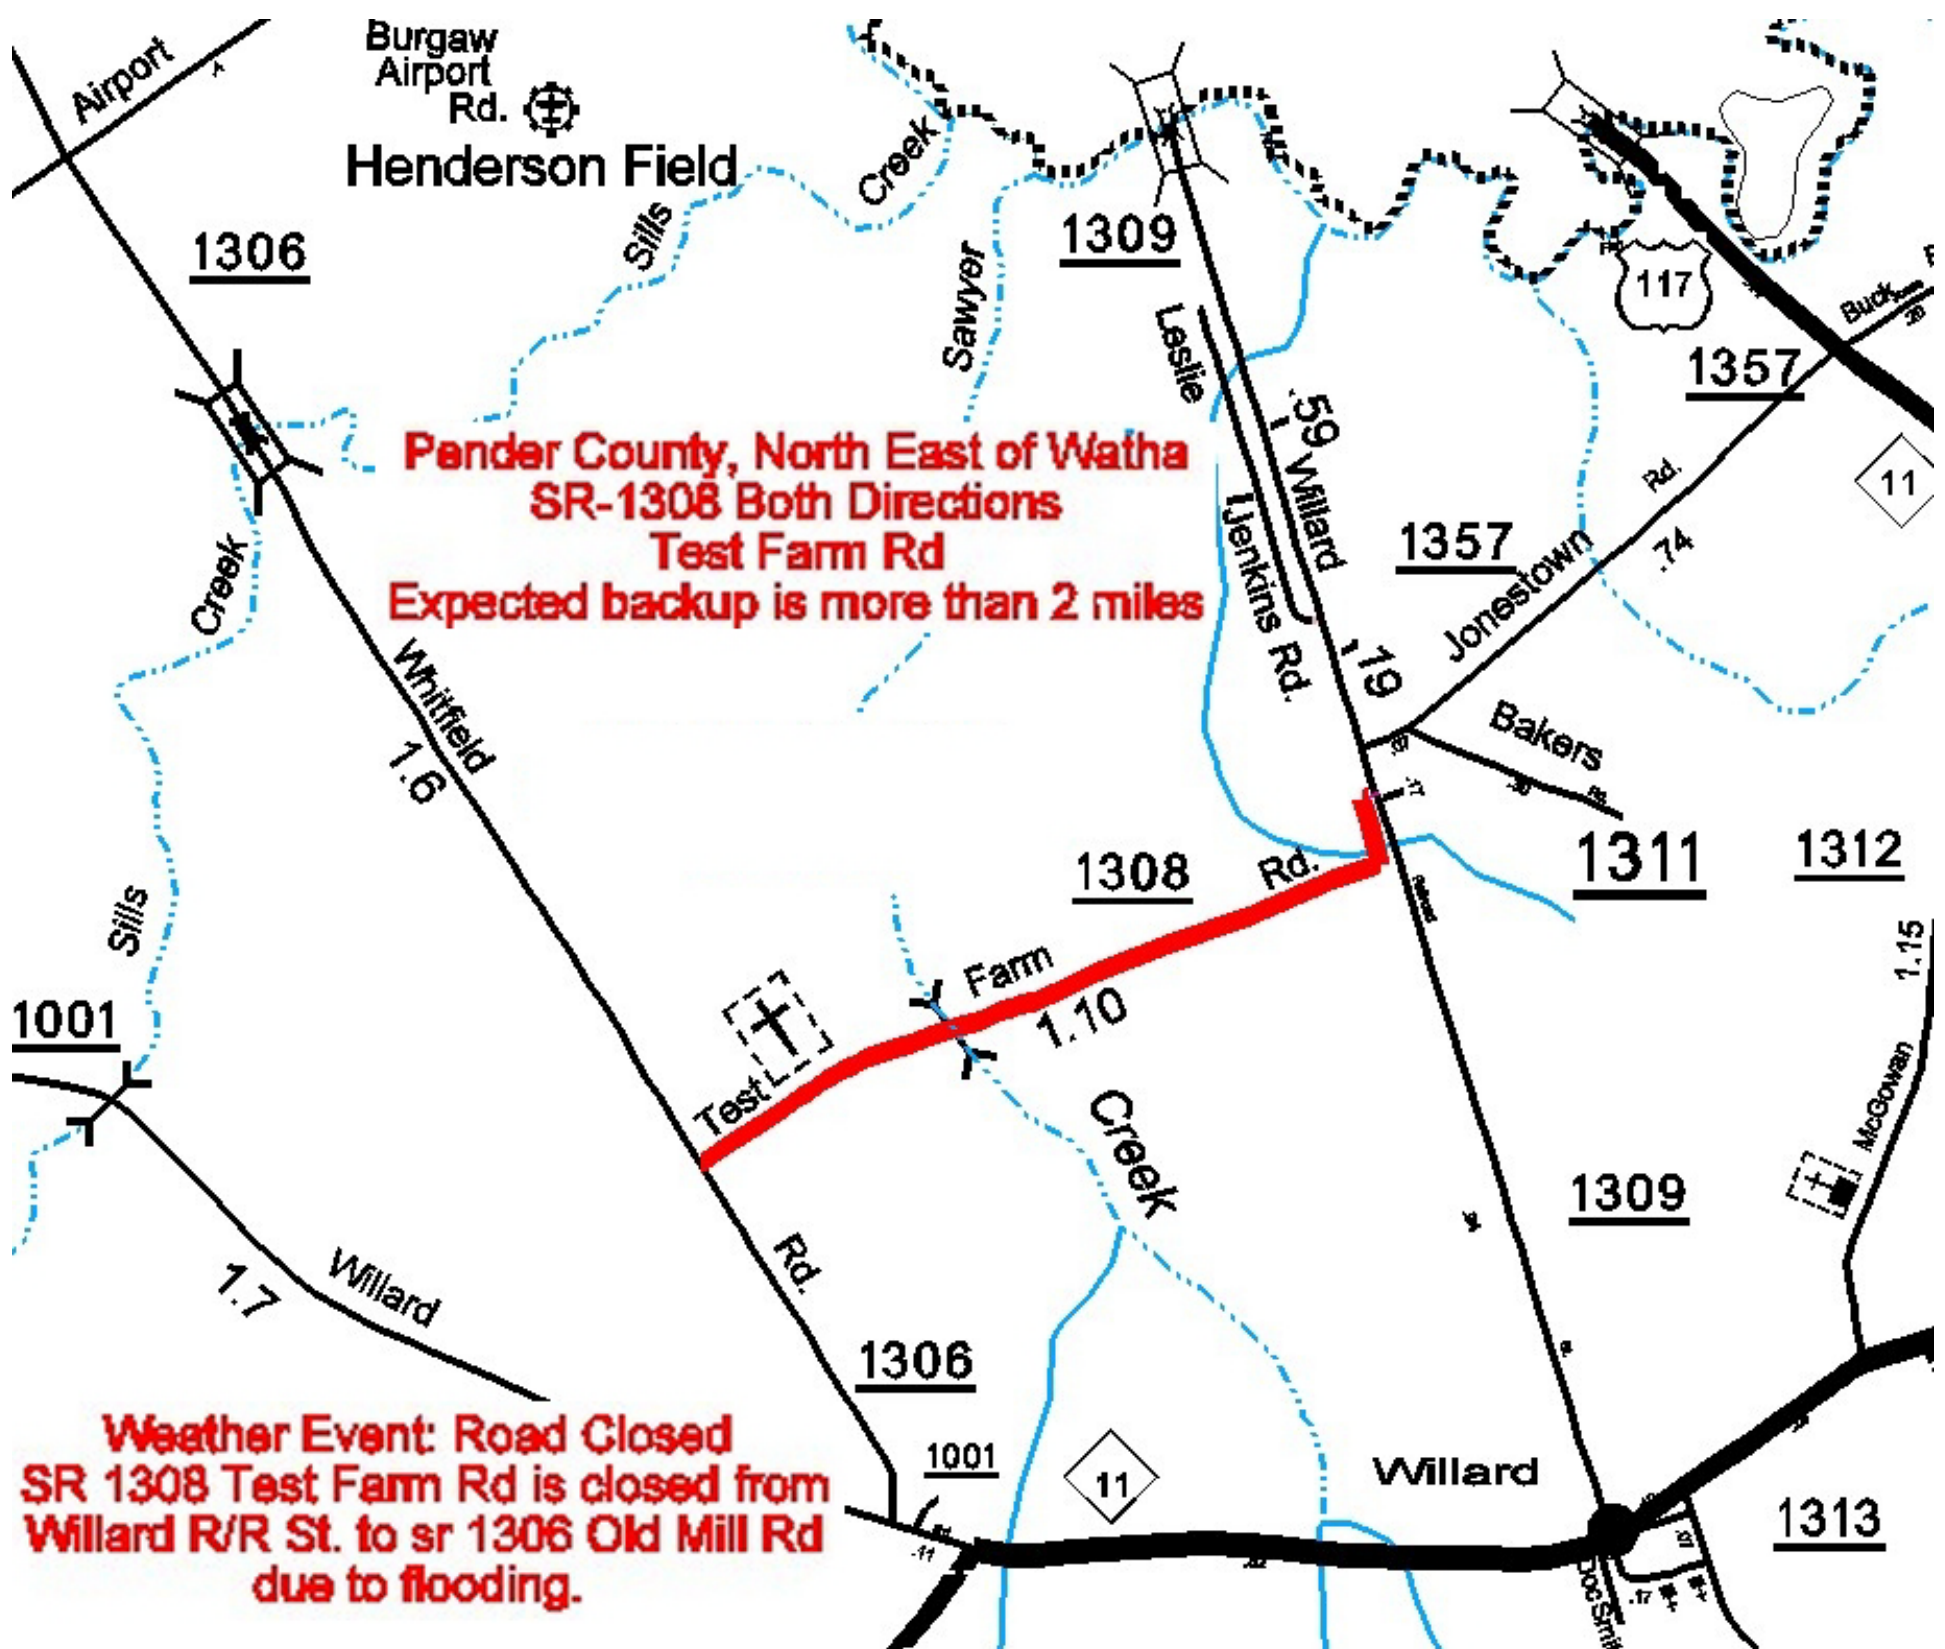 Airport
Burgaw
Airport
Rd.
Henderson Field
Creek
Sills
1306
Sawyer
1309
117
Buck
Leslie
1357
.59
Willard
Rd.
11
Pender County, North East of Watha
SR-1308 Both Directions
Test Farm Rd
Expected backup is more than 2 miles
1357
Jonestown
.74
Creek
Jenkins Rd.
.19
Whitfield
1.6
Bakers
.17
1308
Rd.
1311
1312
Sills
Farm
1.10
1.15
1001
Test
McGowan
Creek
1309
Rd.
Willard
1.7
1306
1001
11
Willard
Weather Event: Road Closed
SR 1308 Test Farm Rd is closed from
Willard R/R St. to sr 1306 Old Mill Rd
due to flooding.
1313
.11
.17
Doc Smit